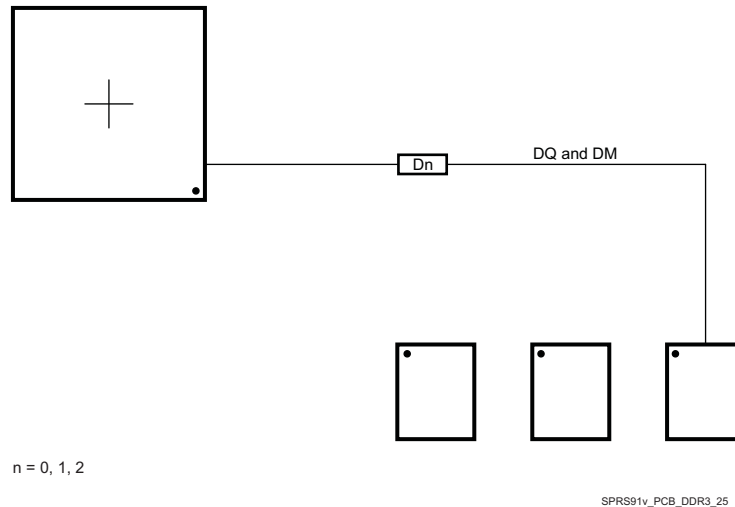 Dn
DQ and DM
n = 0, 1, 2
SPRS91v_PCB_DDR3_25